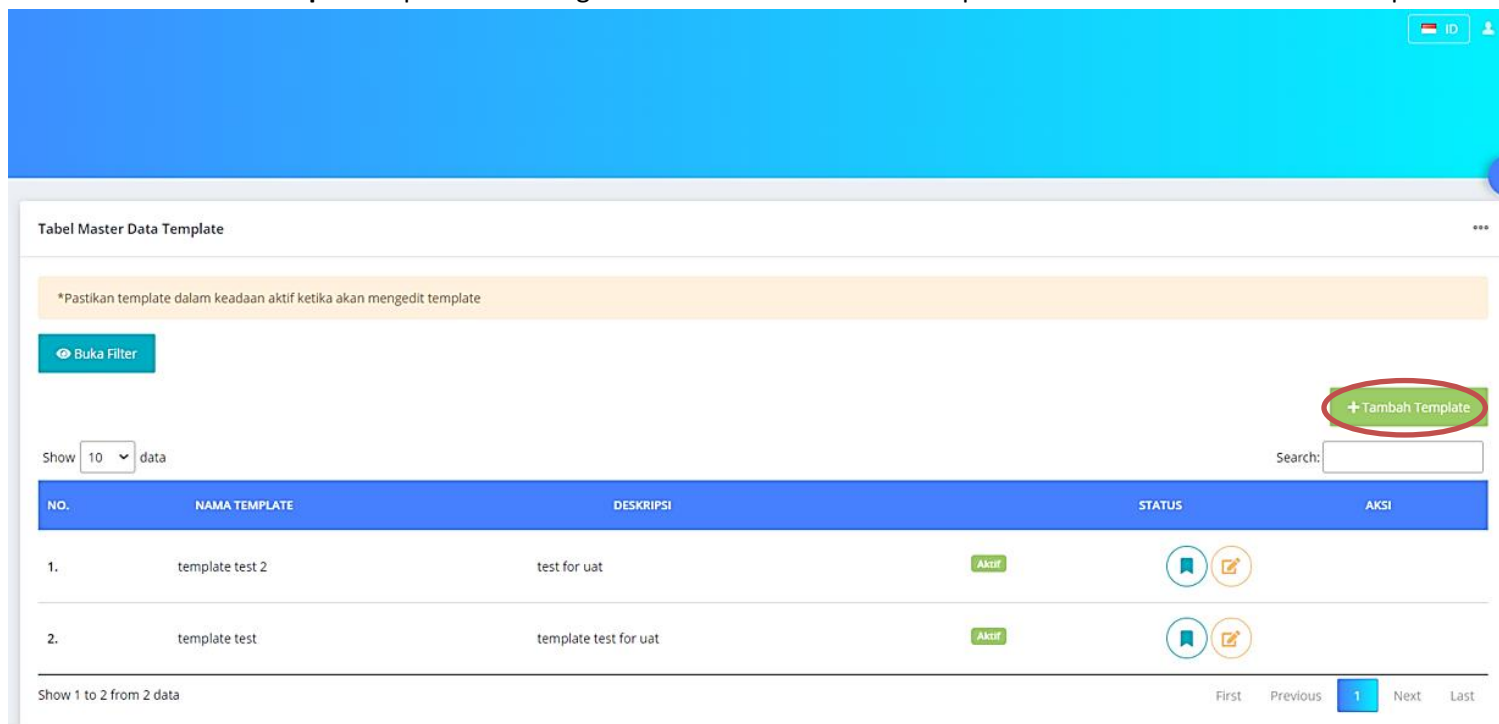 ID
Tabel Master Data Template
*Pastikan template dalam keadaan aktif ketika akan mengedit template
Buka Filter
+Tambah Template
Show 10 data
Search:
NO. NAMA TEMPLATE DESKRIPSI STATUS AKSI
1. template test 2 test for uat Aktif
2. template test template test for uat Aktif
Show 1 to 2 from 2 data
First Previous 1 Next Last